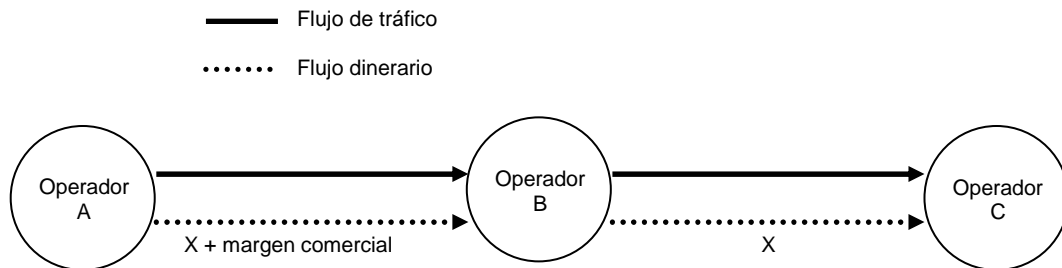 Flujo de tráfico
Flujo dinerario
Operador
A
Operador
B
Operador
C
X + margen comercial
X